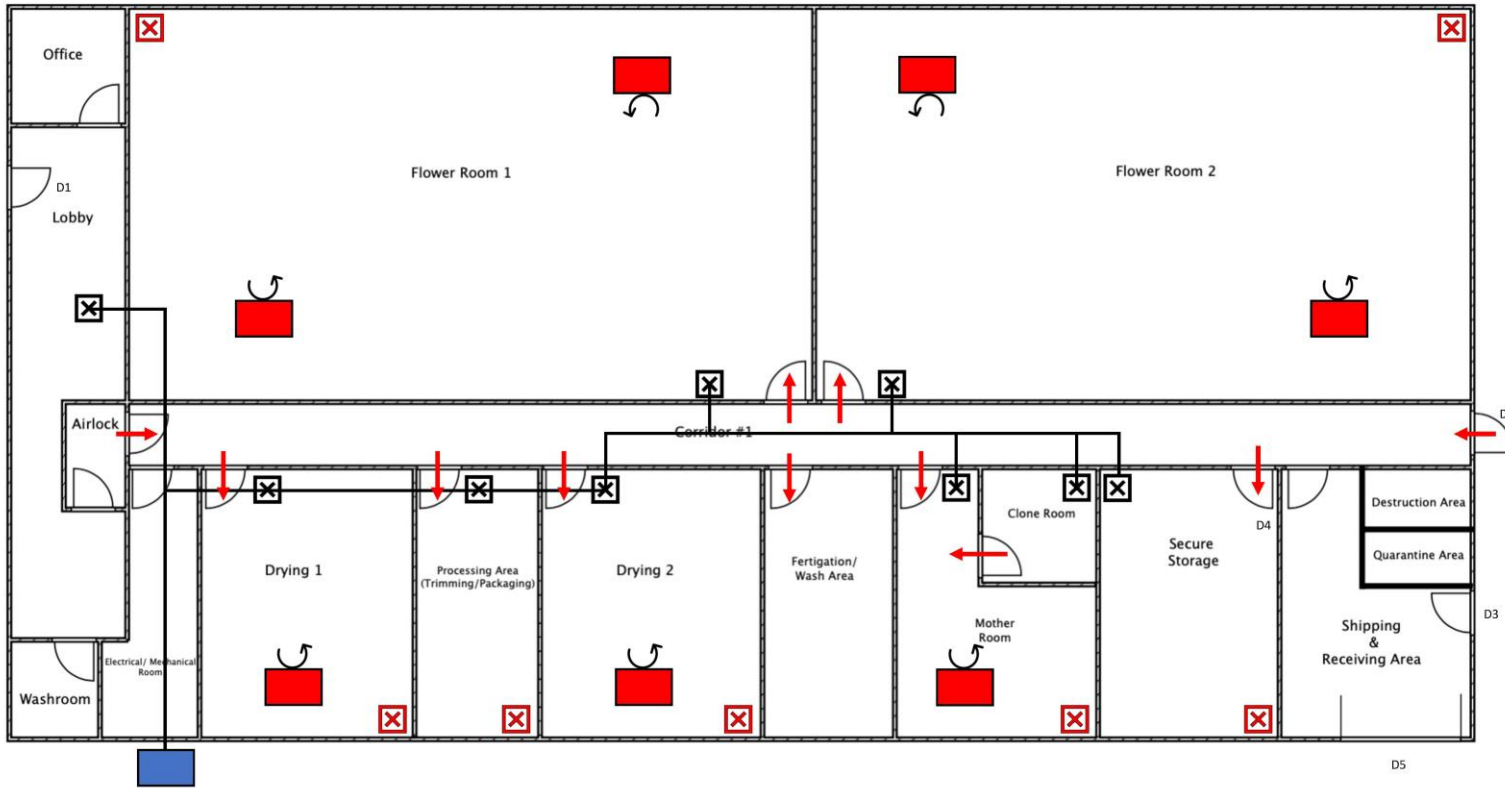 Office
Flower Room 1
Flower Room 2
D1
Lobby
Airlock
Corridor #1
D
Clone Room
Destruction Area
Quarantine Area
D4
Drying 1
Processing Area
(Trimming/Packaging)
Drying 2
Fertigation/
Wash Area
Secure
Storage
Mother
Room
Shipping
&
Receiving Area
D3
Electrical/ Mechanical
Room
Washroom
D5